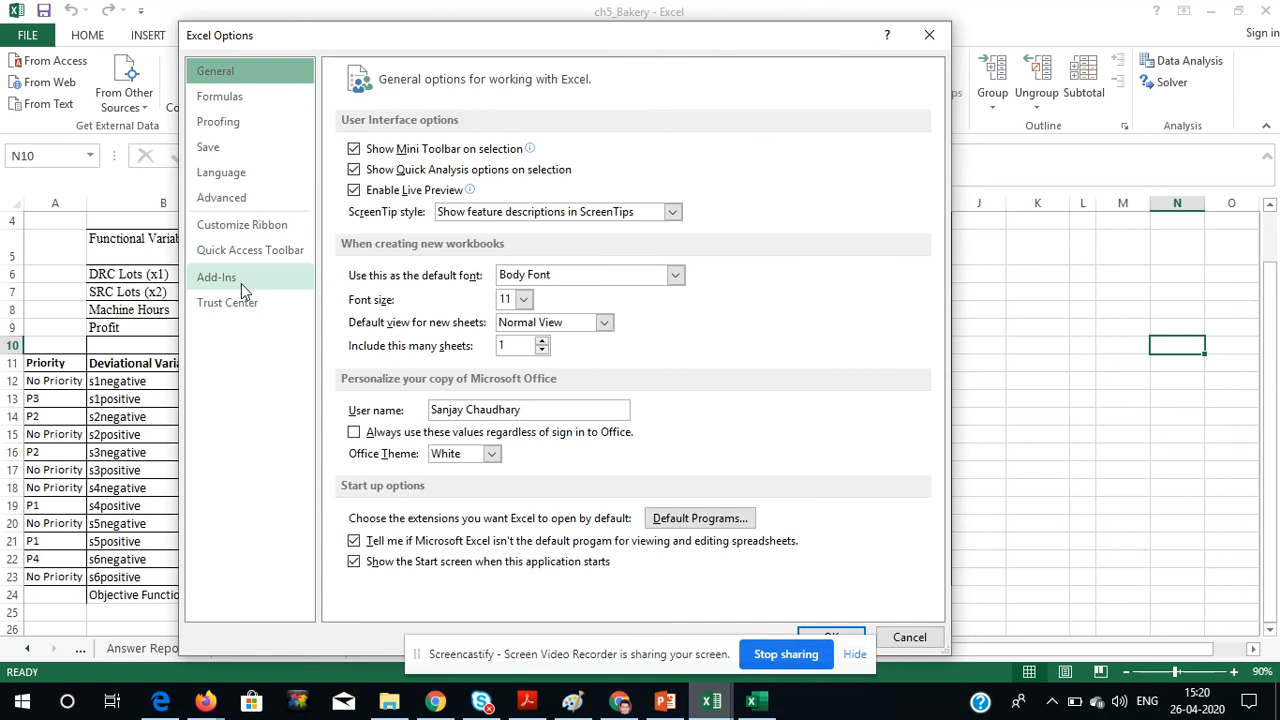 ch5_Bakery - Excel
FILE
HOME
INSERT
Sign in
From Access
From Web
From Text
From Other
Sources
Get External Data
Group
Ungroup
Subtotal
Outline
Data Analysis
Solver
Analysis
N10
Excel Options
General
Formulas
Proofing
Save
Language
Advanced
Customize Ribbon
Quick Access Toolbar
Add-Ins
Trust Center
General options for working with Excel.
User Interface options
Show Mini Toolbar on selection
Show Quick Analysis options on selection
Enable Live Preview
ScreenTip style: Show feature descriptions in ScreenTips
When creating new workbooks
Use this as the default font: Body Font
Font size: 11
Default view for new sheets: Normal View
Include this many sheets: 1
Personalize your copy of Microsoft Office
User name: Sanjay Chaudhary
Always use these values regardless of sign in to Office.
Office Theme: White
Start up options
Choose the extensions you want Excel to open by default: Default Programs...
Tell me if Microsoft Excel isn't the default progam for viewing and editing spreadsheets.
Show the Start screen when this application starts
Cancel
A B J K L M N O
4
5
6 DRC Lots (x1)
7 SRC Lots (x2)
8 Machine Hours
9 Profit
10
11 Priority
12 No Priority s1negative
13 P3 s1positive
14 P2 s2negative
15 No Priority s2positive
16 P2 s3negative
17 No Priority s3positive
18 No Priority s4negative
19 P1 s4positive
20 No Priority s5negative
21 P1 s5positive
22 P4 s6negative
23 No Priority s6positive
24
25
26
Functional
Deviational
Objective
... Answer
Screencastify - Screen Video Recorder is sharing your screen.
Stop sharing
Hide
READY
90%
ENG
15:20
26-04-2020